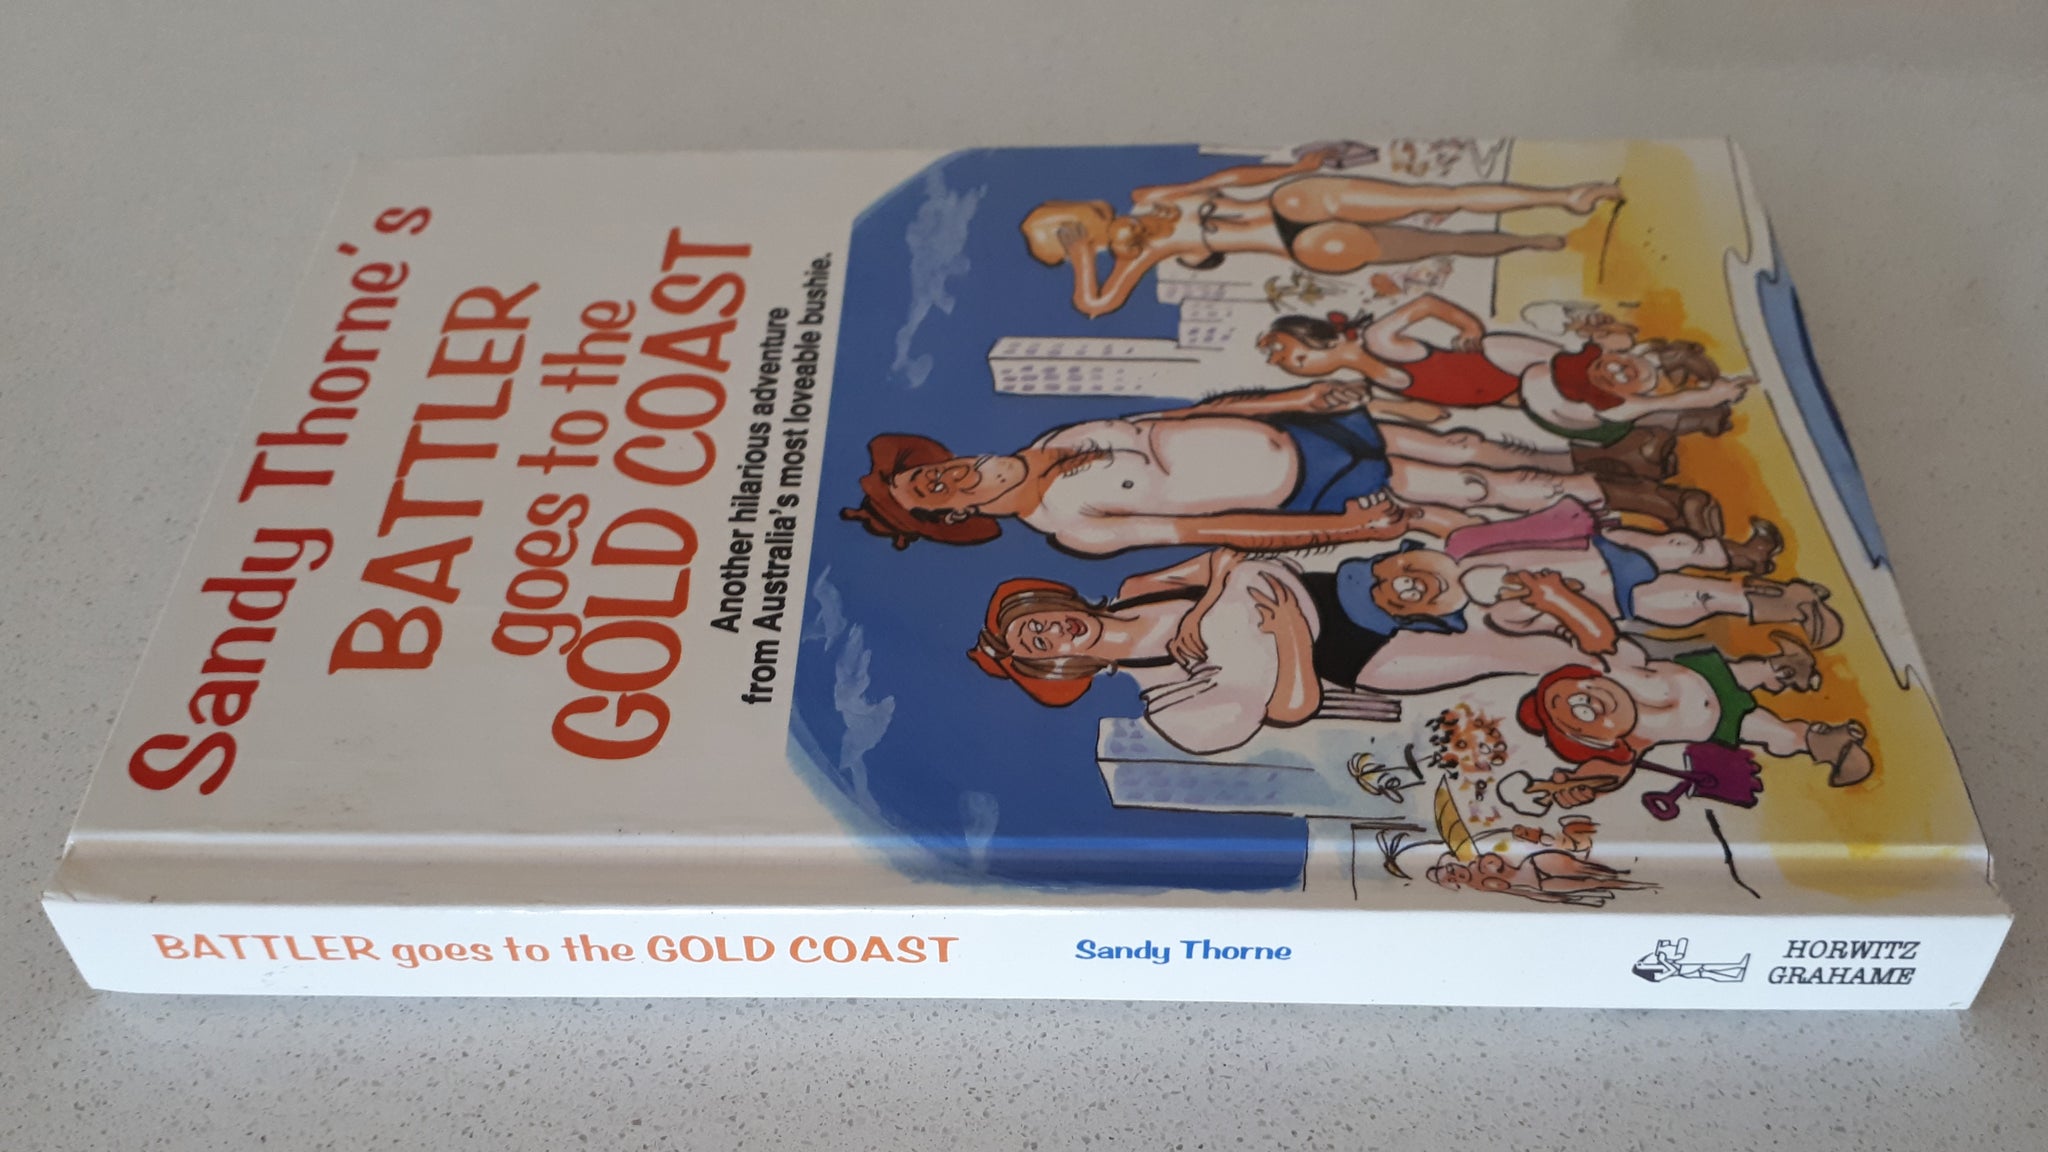 Sandy Thorne's
BATTLER
goes to the
GOLD COAST
Another hilarious adventure
from Australia's most loveable bushie.
BATTLER goes to the GOLD COAST
Sandy Thorne
HORWITZ
GRAHAME